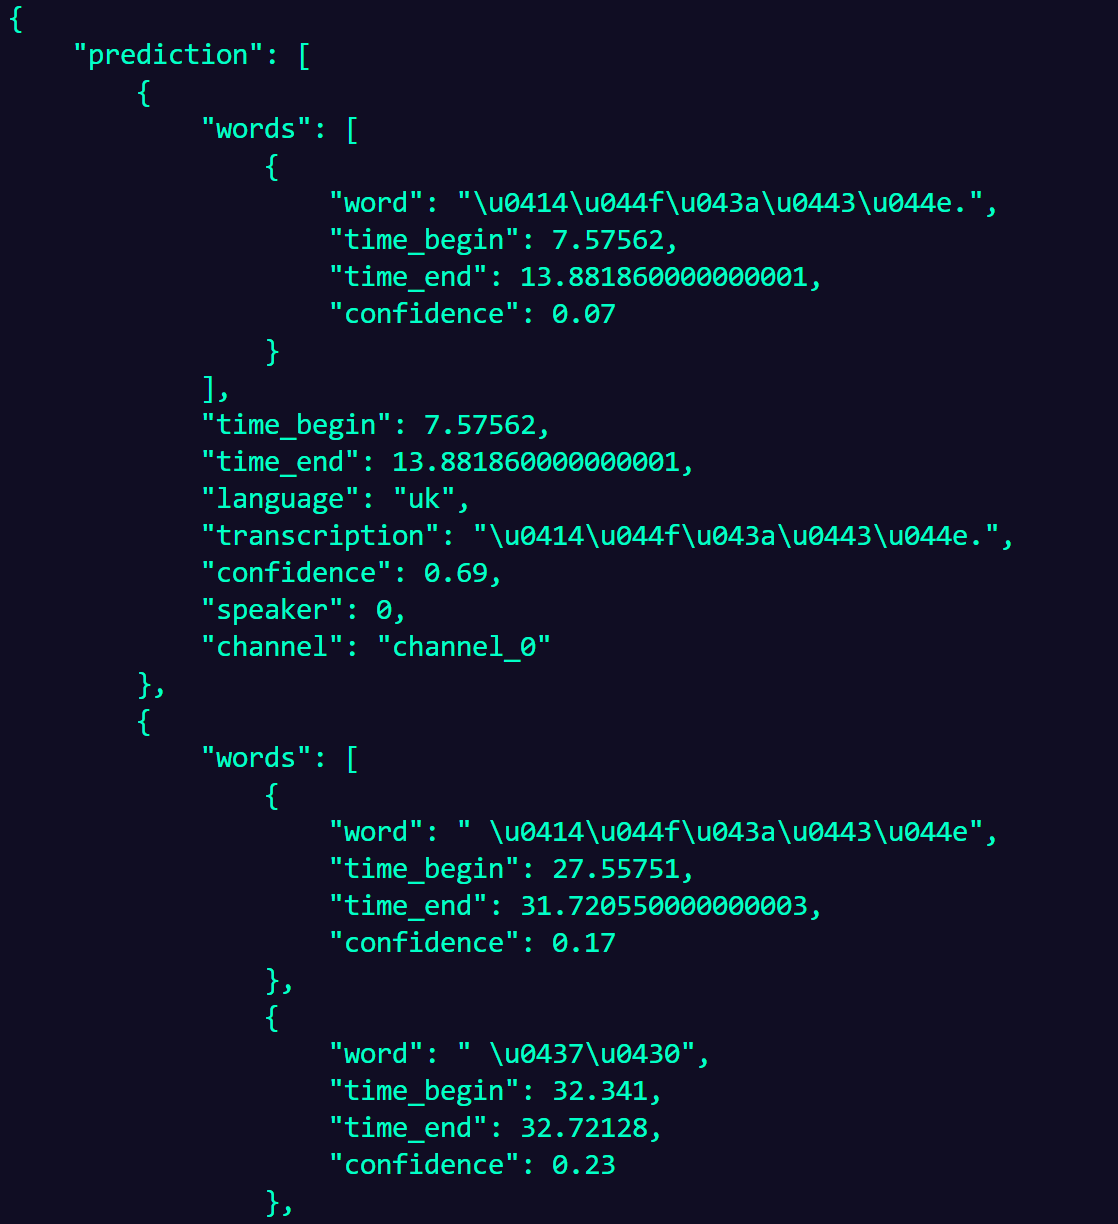 {
"prediction": [
{
"words": [
{
"word": "\u0414\u044f\u043a\u0443\u044e.",
"time_begin": 7.57562,
"time_end": 13.881860000000001,
"confidence": 0.07
}
],
"time_begin": 7.57562,
"time_end": 13.881860000000001,
"language": "uk",
"transcription": "\u0414\u044f\u043a\u0443\u044e.",
"confidence": 0.69,
"speaker": 0,
"channel": "channel_0"
},
{
"words": [
{
"word": " \u0414\u044f\u043a\u0443\u044e",
"time_begin": 27.55751,
"time_end": 31.720550000000003,
"confidence": 0.17
},
{
"word": " \u0437\u0430",
"time_begin": 32.341,
"time_end": 32.72128,
"confidence": 0.23
},